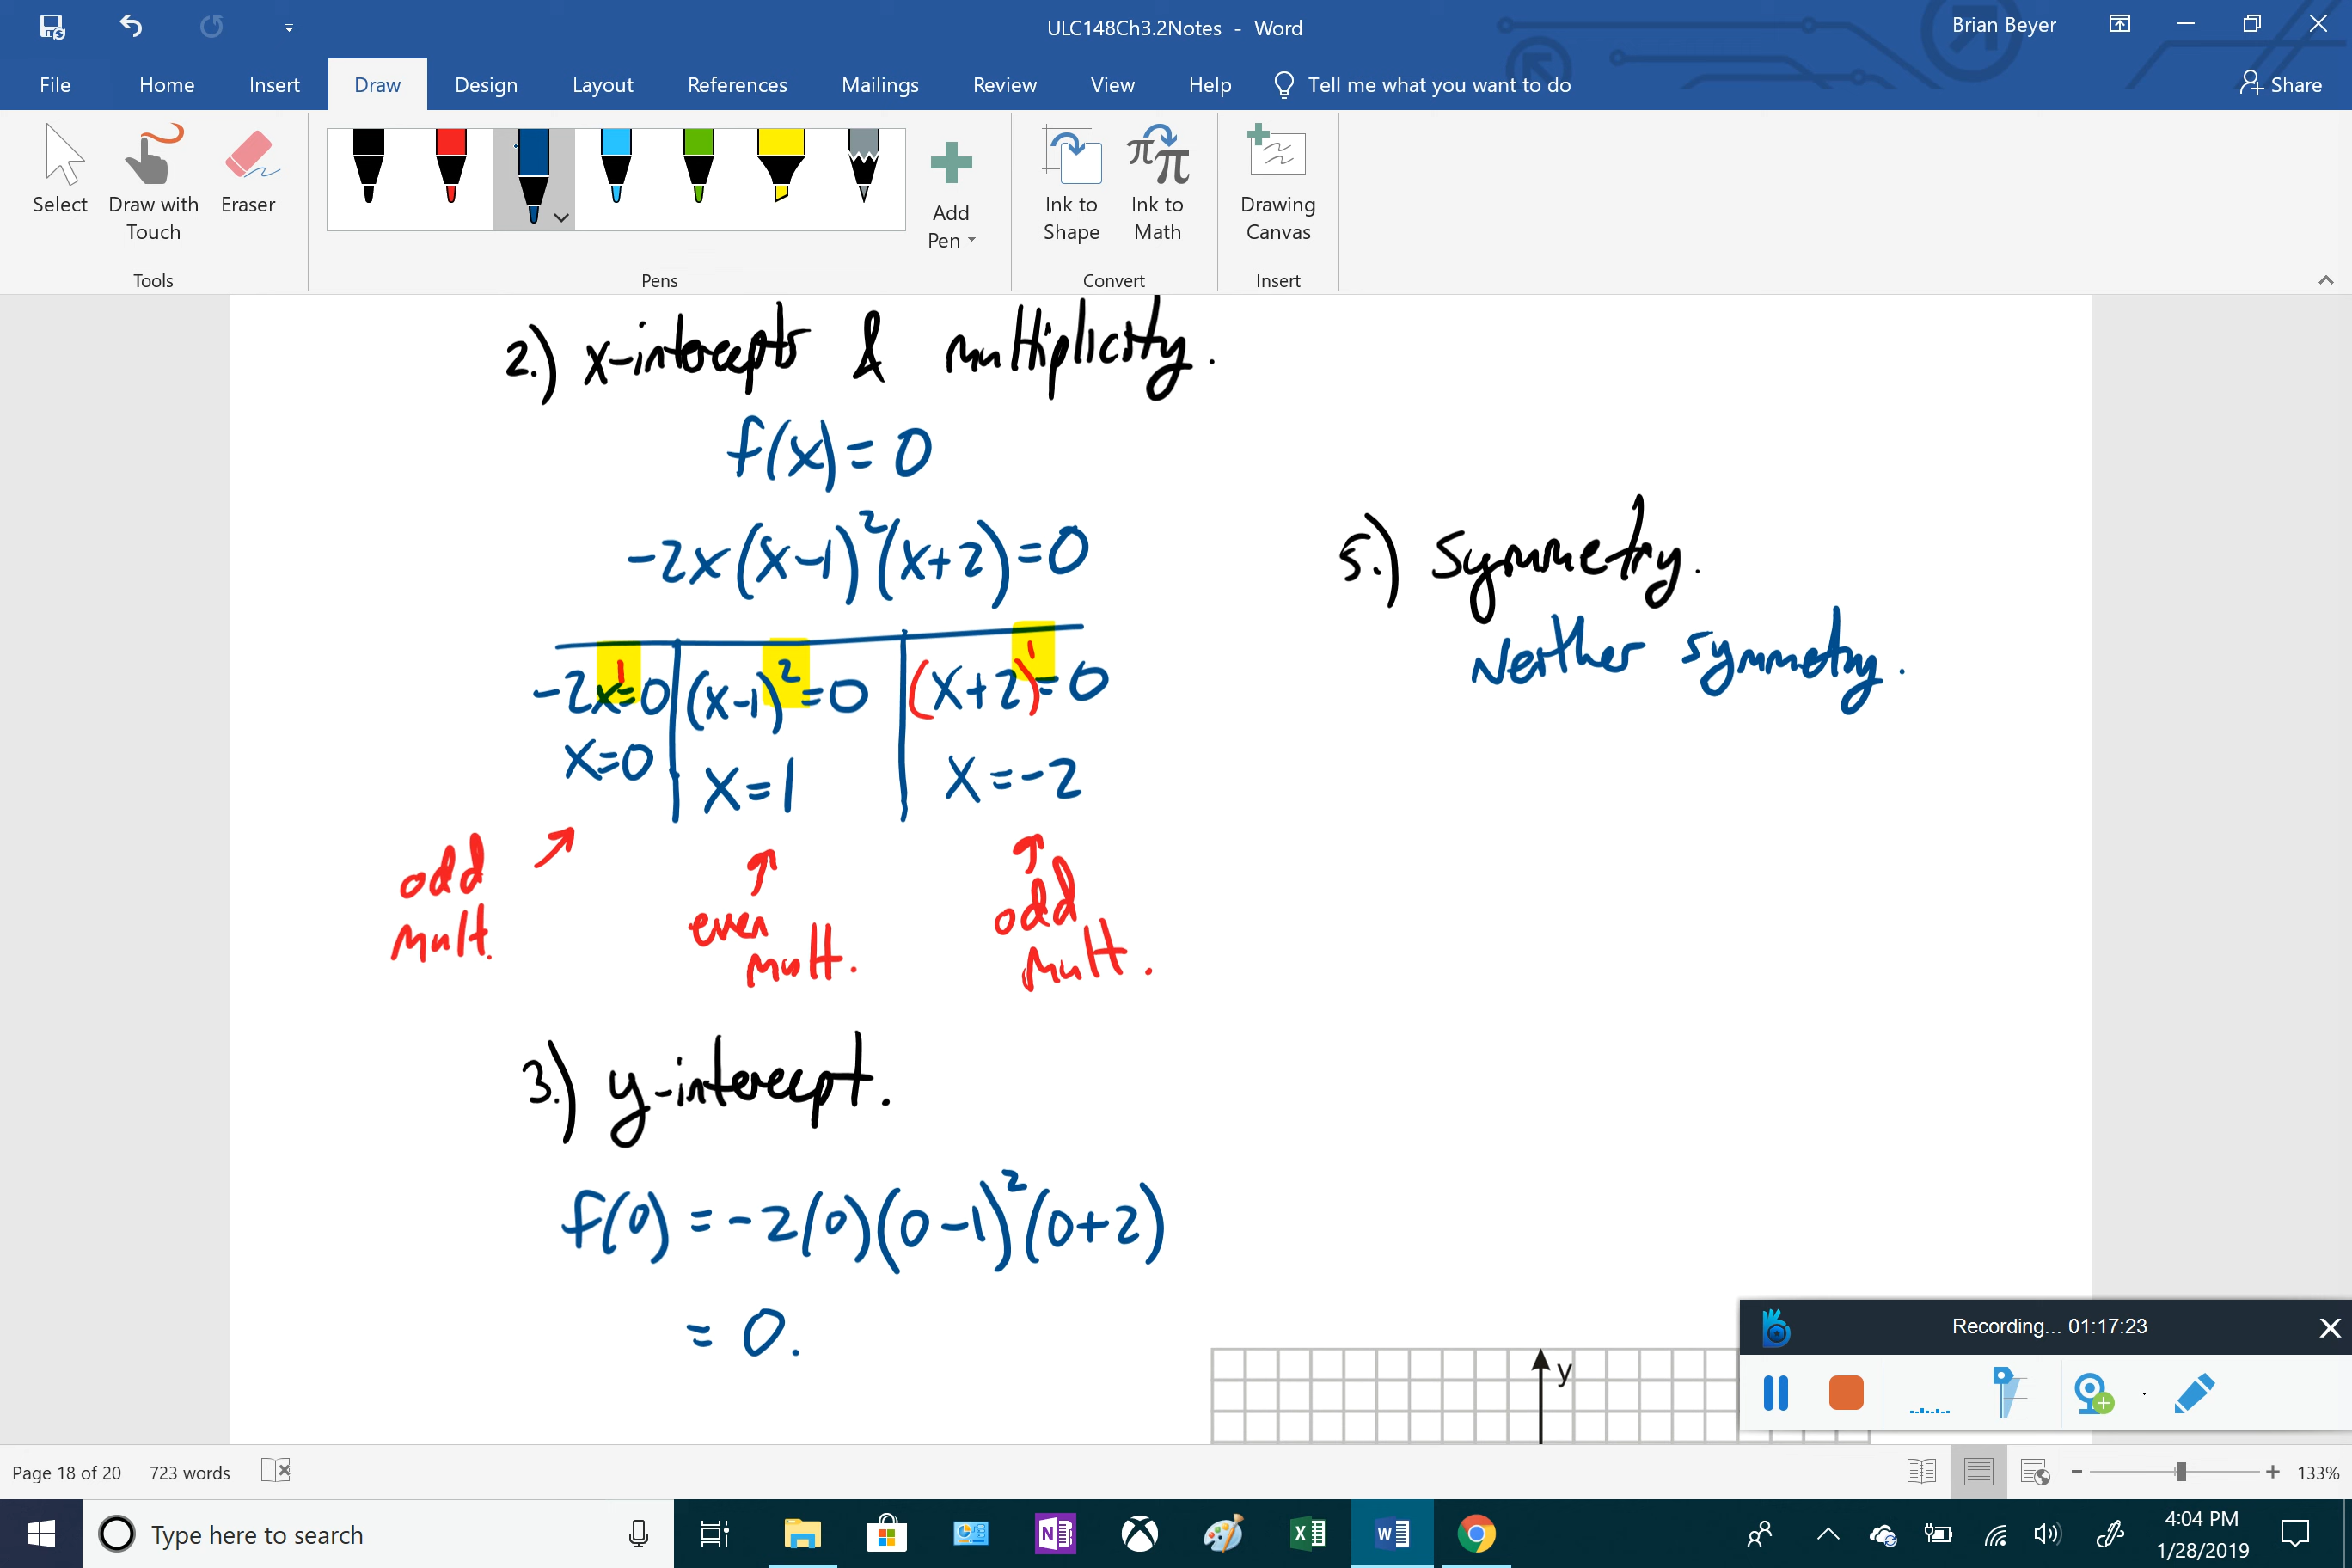 ULC148Ch3.2Notes - Word
Brian Beyer
File Home Insert Draw Design Layout References Mailings Review View Help Tell me what you want to do Share
Select
Draw with Touch
Eraser
Add Pen
Ink to Shape
Ink to Math
Drawing Canvas
Tools
Pens
Convert
Insert
2.) x-intercepts & multiplicity.
f(x) = 0
-2x(x-1)²(x+2)=0
-2x¹=0 (x-1)²=0 (x+2)¹=0
x=0 x=1 x=-2
odd mult.
even mult.
odd mult.
3.) y-intercept.
f(0) = -2(0)(0-1)²(0+2)
= 0.
5.) Symmetry.
Neither symmetry.
y
Recording... 01:17:23
Page 18 of 20 723 words
133%
Type here to search
4:04 PM
1/28/2019